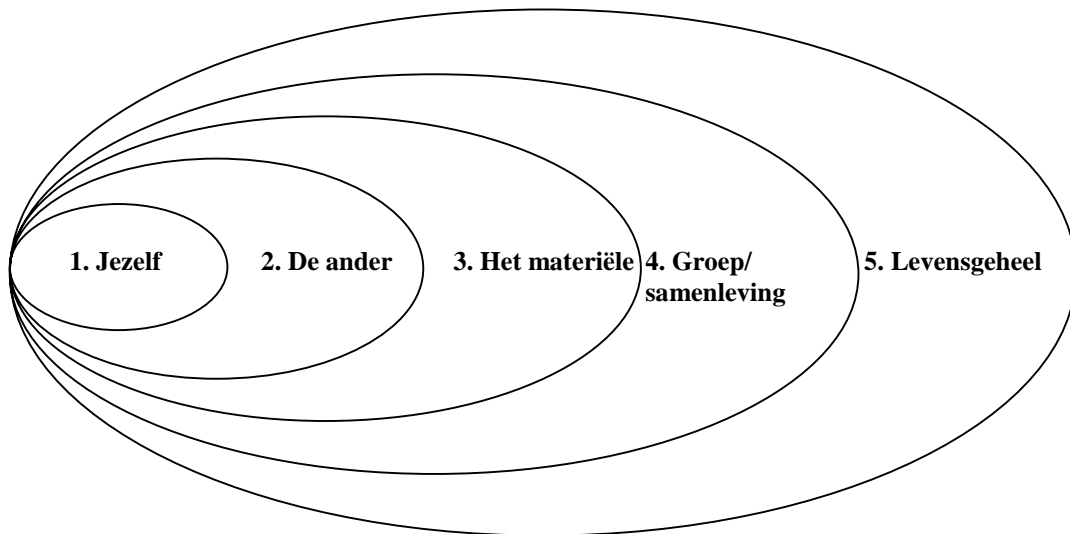 1. Jezelf
2. De ander
3. Het materiële
4. Groep/
samenleving
5. Levensgeheel